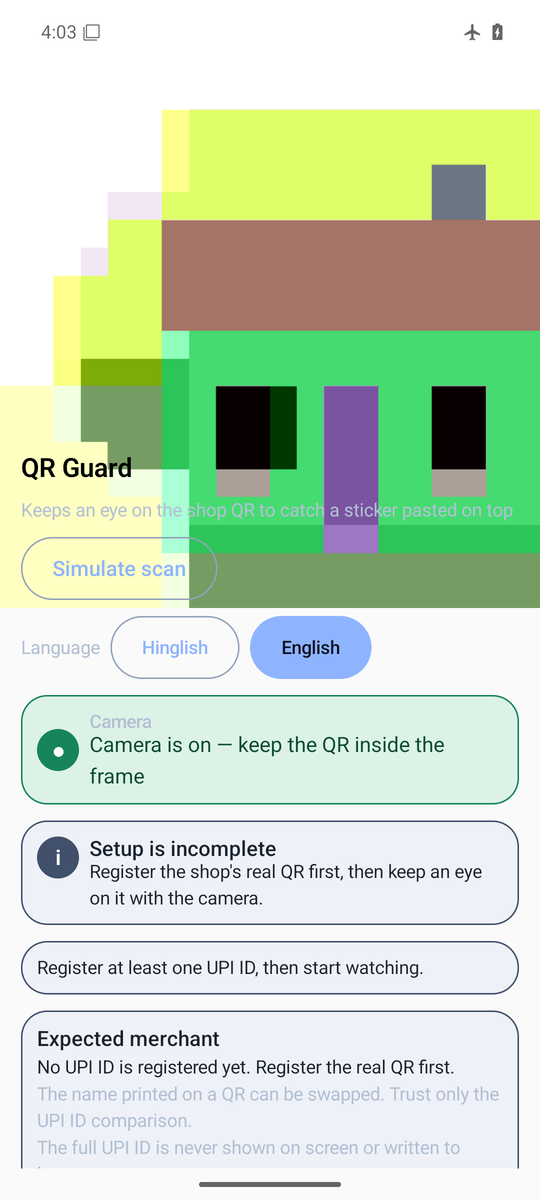 4:03
QR Guard
Keeps an eye on the shop QR to catch a sticker pasted on top
Simulate scan
Language
Hinglish
English
Camera
Camera is on — keep the QR inside the
frame
i
Setup is incomplete
Register the shop's real QR first, then keep an eye
on it with the camera.
Register at least one UPI ID, then start watching.
Expected merchant
No UPI ID is registered yet. Register the real QR first.
The name printed on a QR can be swapped. Trust only the
UPI ID comparison.
The full UPI ID is never shown on screen or written to